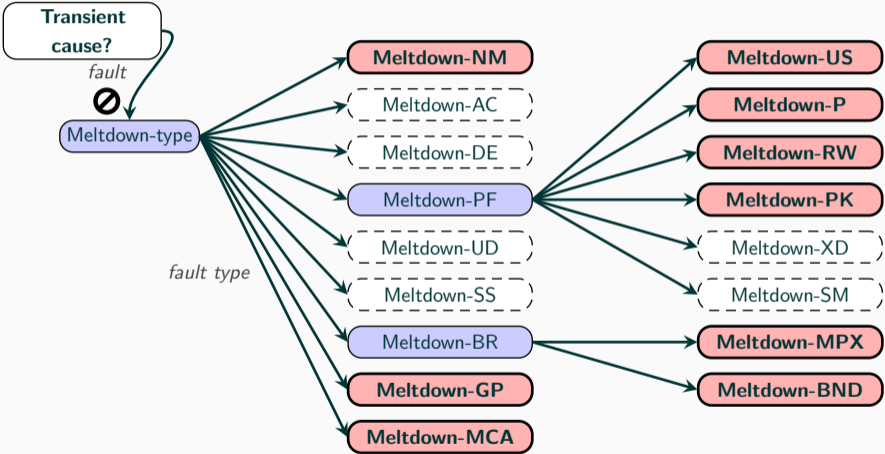 Transient
cause?
fault
Meltdown-type
fault type
Meltdown-NM
Meltdown-AC
Meltdown-DE
Meltdown-PF
Meltdown-UD
Meltdown-SS
Meltdown-BR
Meltdown-GP
Meltdown-MCA
Meltdown-US
Meltdown-P
Meltdown-RW
Meltdown-PK
Meltdown-XD
Meltdown-SM
Meltdown-MPX
Meltdown-BND